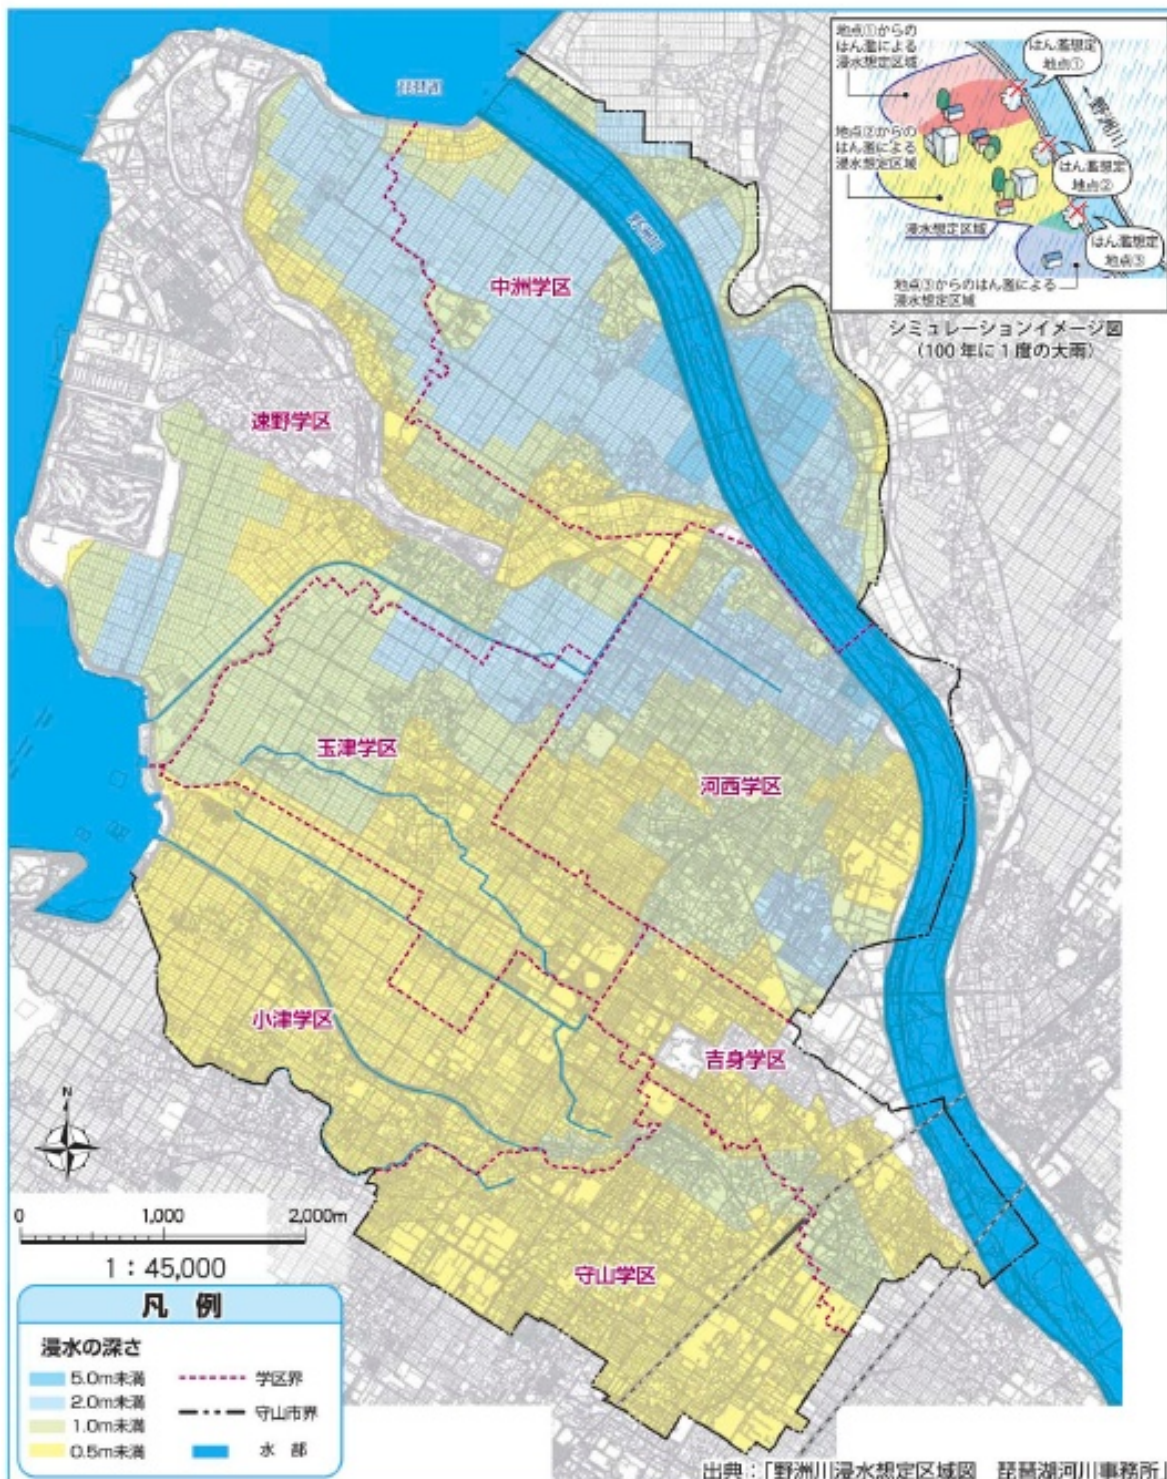 地点①からの
はん濫による
浸水想定区域
はん濫想定
地点①
野洲川
地点②からの
はん濫による
浸水想定区域
はん濫想定
地点②
浸水想定区域
はん濫想定
地点③
地点③からのはん濫による
浸水想定区域
シミュレーションイメージ図
(100年に1度の大雨)
琵琶湖
野洲川
中洲学区
速野学区
玉津学区
河西学区
小津学区
吉身学区
守山学区
N
0 1,000 2,000m
1:45,000
凡 例
浸水の深さ
5.0m未満 学区界
2.0m未満 守山市界
1.0m未満
0.5m未満 水 部
出典:「野洲川浸水想定区域図 琵琶湖河川事務所」